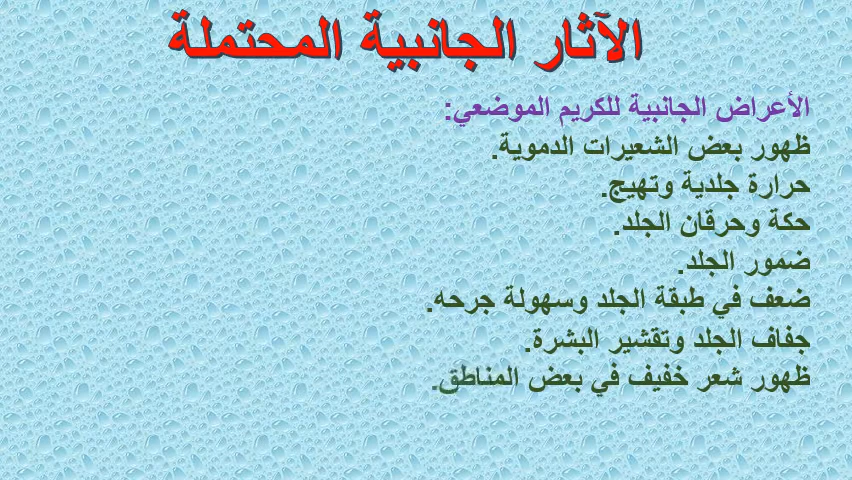 الآثار الجانبية المحتملة
الأعراض الجانبية للكريم الموضعي:
ظهور بعض الشعيرات الدموية.
حرارة جلدية وتهيج.
حكة وحرقان الجلد.
ضمور الجلد.
ضعف في طبقة الجلد وسهولة جرحه.
جفاف الجلد وتقشير البشرة.
ظهور شعر خفيف في بعض المناطق.